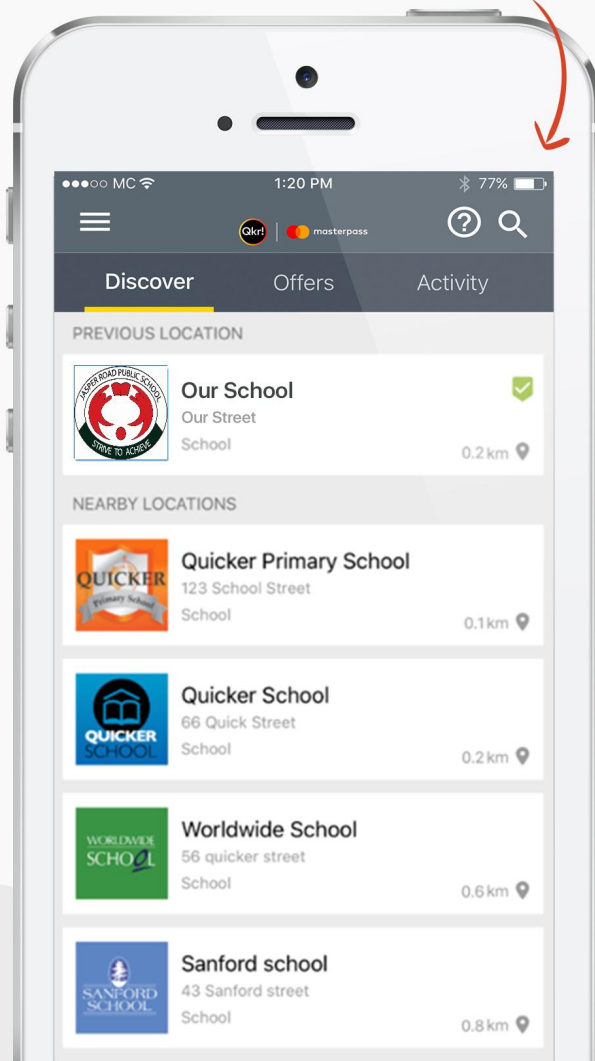 MC
1:20 PM
77%
Qkr!
masterpass
Discover
Offers
Activity
PREVIOUS LOCATION
JASPER ROAD PUBLIC SCHOOL
STRIVE TO ACHIEVE
Our School
Our Street
School
0.2 km
NEARBY LOCATIONS
QUICKER
Primary School
Quicker Primary School
123 School Street
School
0.1 km
QUICKER
SCHOOL
Quicker School
66 Quick Street
School
0.2 km
WORLDWIDE
SCHOOL
Worldwide School
56 quicker street
School
0.6 km
SANFORD
SCHOOL
Sanford school
43 Sanford street
School
0.8 km